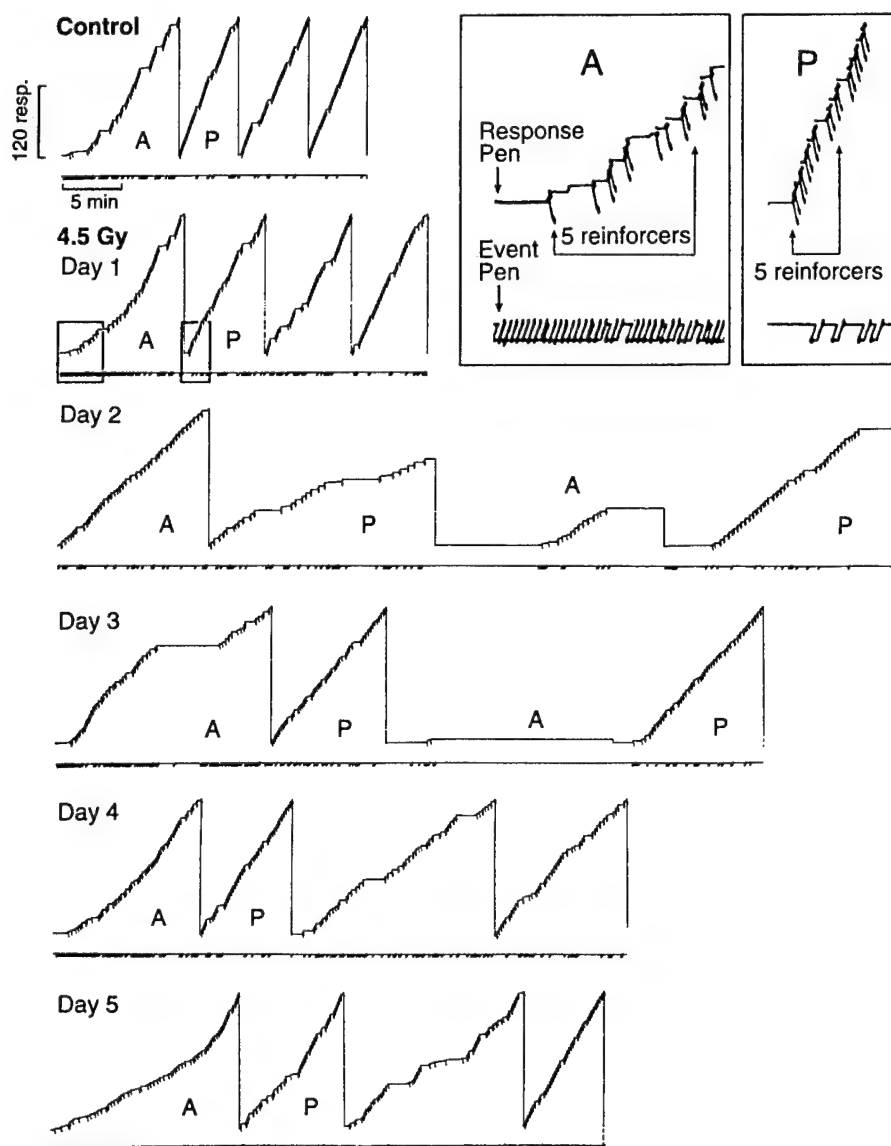 Control
120 resp.
A P
5 min
4.5 Gy
Day 1
A P
A
Response
Pen
5 reinforcers
Event
Pen
P
5 reinforcers
Day 2
A P A P
Day 3
A P A P
Day 4
A P
Day 5
A P